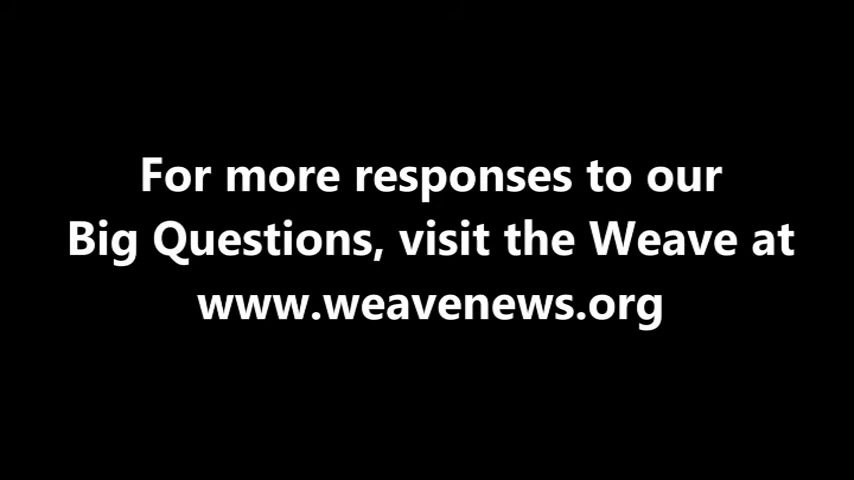 For more responses to our
Big Questions, visit the Weave at
www.weavenews.org